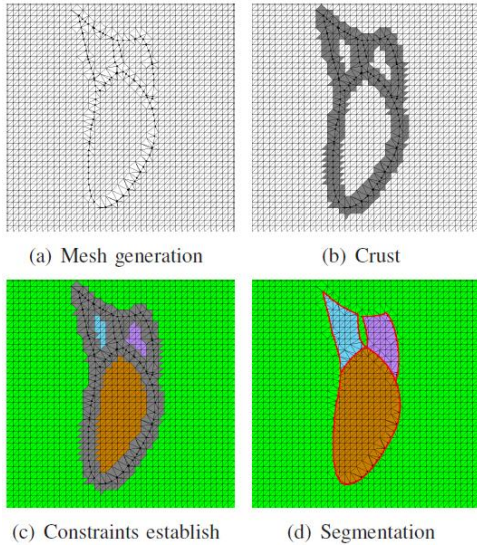 (a) Mesh generation
(b) Crust
(c) Constraints establish
(d) Segmentation